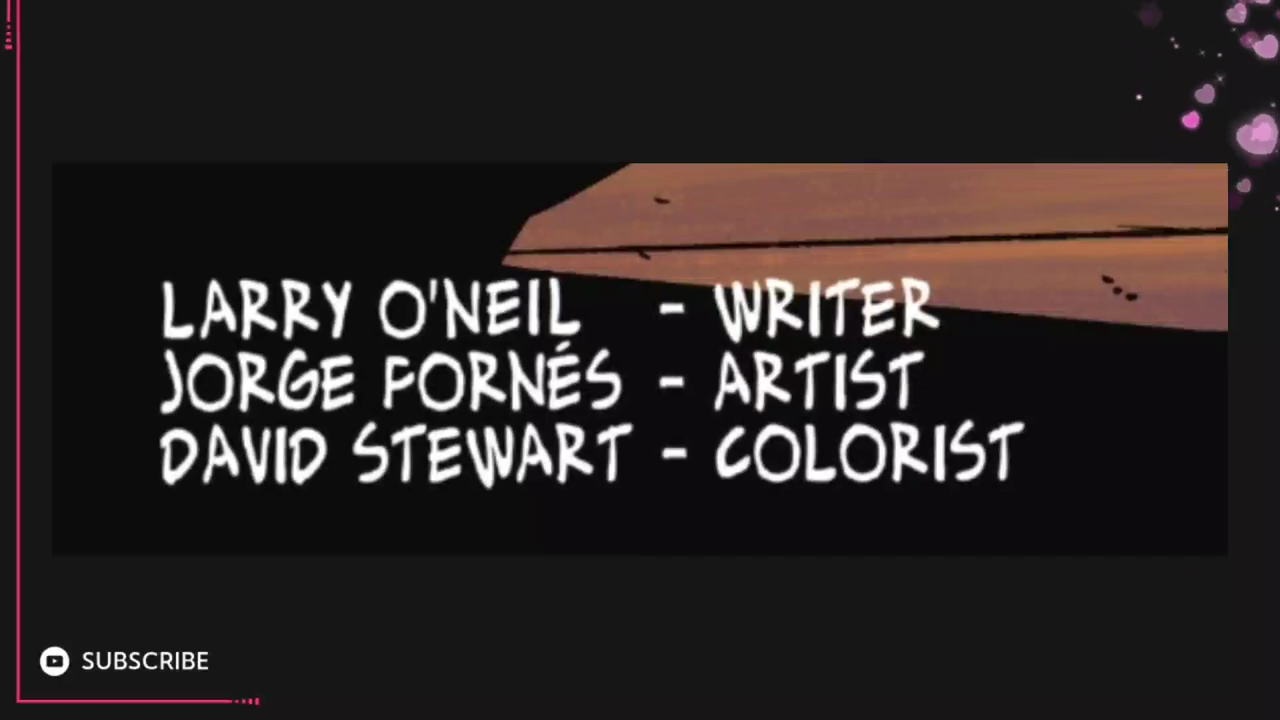 LARRY O'NEIL - WRITER
JORGE FORNÉS - ARTIST
DAVID STEWART - COLORIST
SUBSCRIBE